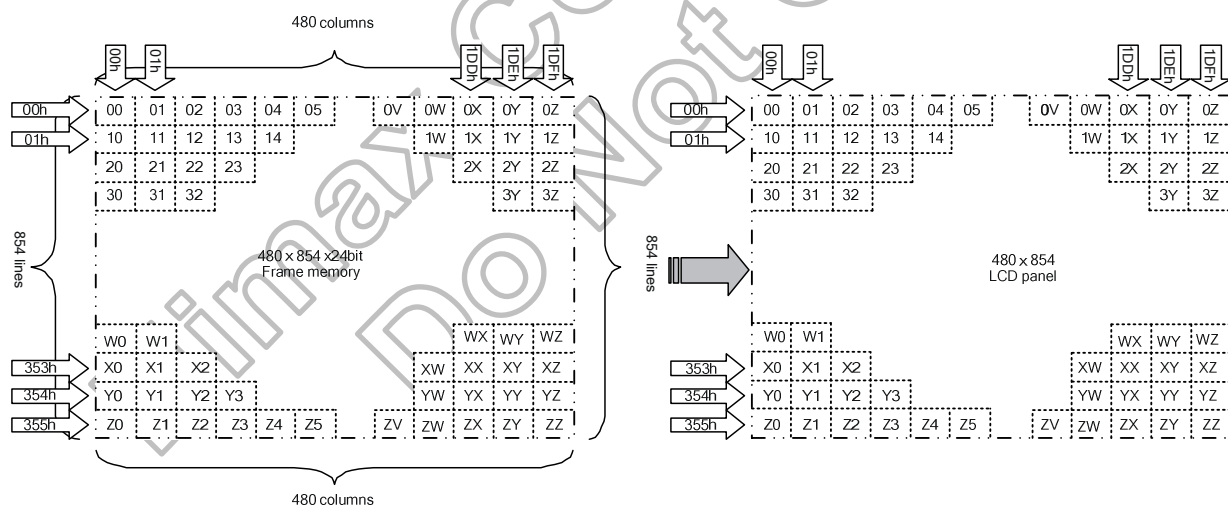 480 columns
00h 01h 1DDh 1DEh 1DFh 00h 01h 1DDh 1DEh 1DFh
00h 00 01 02 03 04 05 0V 0W 0X 0Y 0Z 00h 00 01 02 03 04 05 0V 0W 0X 0Y 0Z
01h 10 11 12 13 14 1W 1X 1Y 1Z 01h 10 11 12 13 14 1W 1X 1Y 1Z
20 21 22 23 2X 2Y 2Z 20 21 22 23 2X 2Y 2Z
30 31 32 3Y 3Z 30 31 32 3Y 3Z
854 lines 480 x 854 x24bit 854 lines 480 x 854
Frame memory LCD panel
W0 W1 WX WY WZ W0 W1 WX WY WZ
353h X0 X1 X2 XW XX XY XZ 353h X0 X1 X2 XW XX XY XZ
354h Y0 Y1 Y2 Y3 YW YX YY YZ 354h Y0 Y1 Y2 Y3 YW YX YY YZ
355h Z0 Z1 Z2 Z3 Z4 Z5 ZV ZW ZX ZY ZZ 355h Z0 Z1 Z2 Z3 Z4 Z5 ZV ZW ZX ZY ZZ
480 columns
Do Not